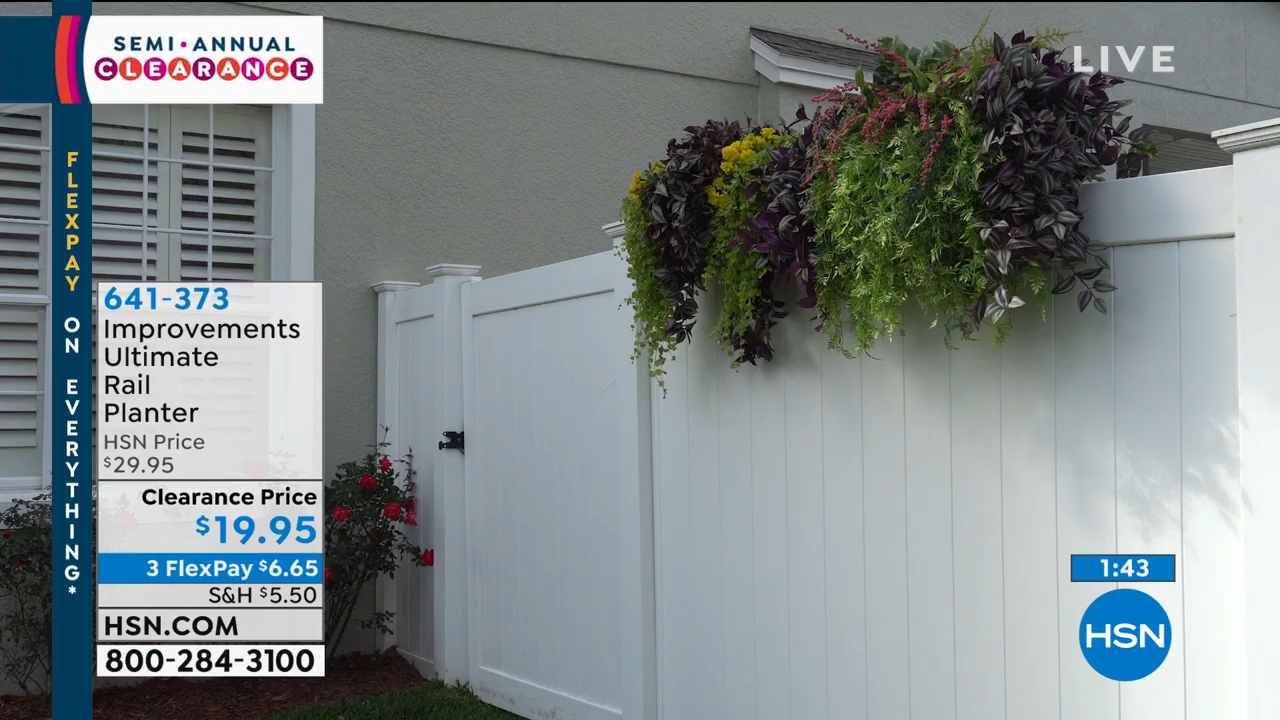 SEMI•ANNUAL
CLEARANCE
LIVE
FLEXPAY ON EVERYTHING*
641-373
Improvements
Ultimate
Rail
Planter
HSN Price
$29.95
Clearance Price
$19.95
3 FlexPay $6.65
S&H $5.50
HSN.COM
800-284-3100
1:43
HSN